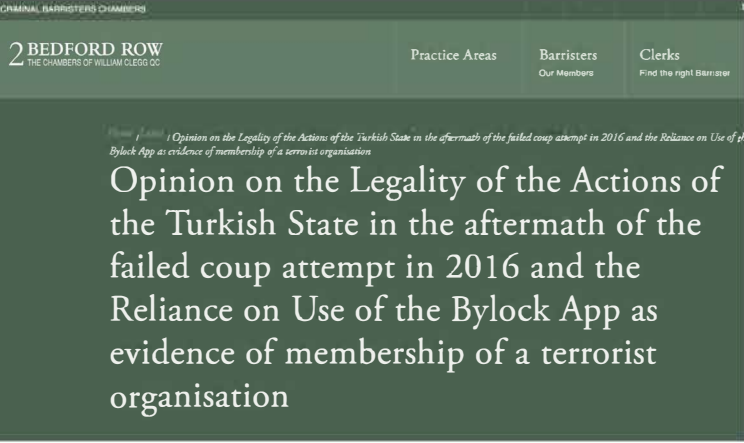 CRIMINAL BARRISTERS CHAMBERS
2 BEDFORD ROW
THE CHAMBERS OF WILLIAM CLEGG QC
Practice Areas
Barristers
Our Members
Clerks
Find the right Barrister
/ / Opinion on the Legality of the Actions of the Turkish State in the aftermath of the failed coup attempt in 2016 and the Reliance on Use of
Bylock App as evidence of membership of a terrorist organisation
Opinion on the Legality of the Actions of
the Turkish State in the aftermath of the
failed coup attempt in 2016 and the
Reliance on Use of the Bylock App as
evidence of membership of a terrorist
organisation